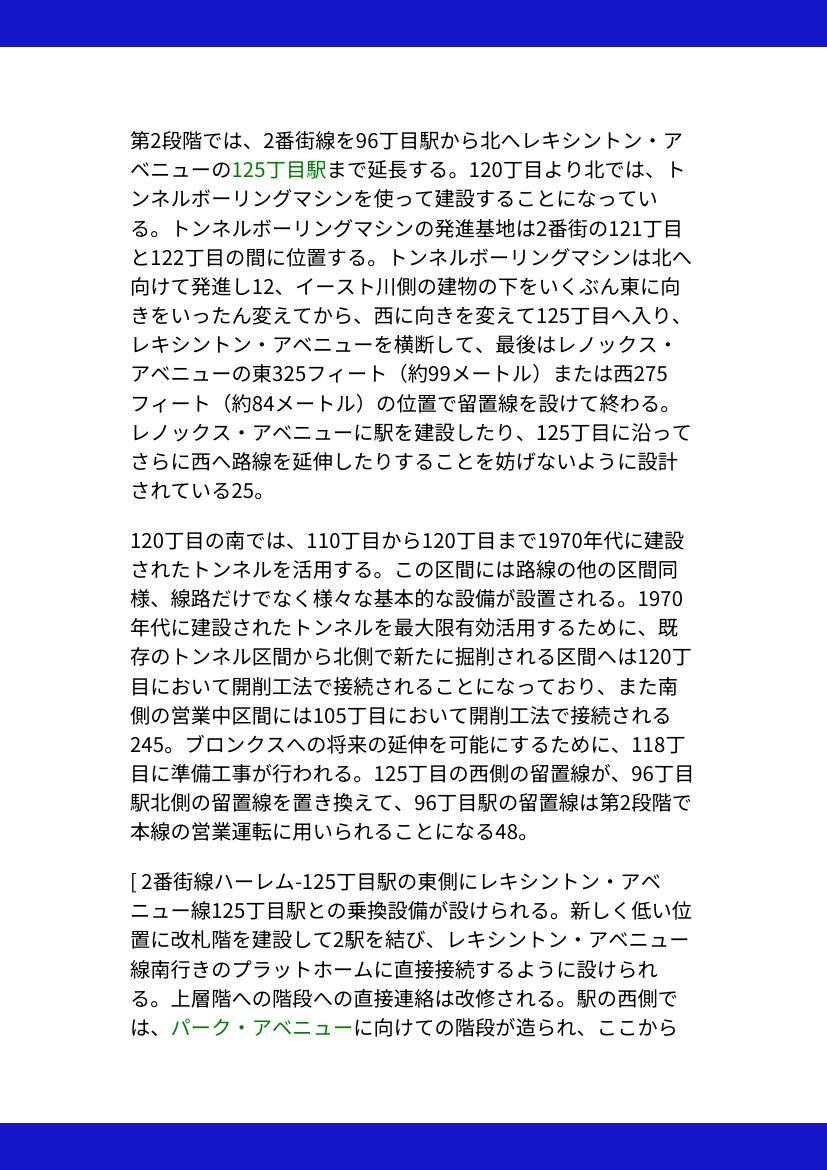 第2段階では、2番街線を96丁目駅から北へレキシントン・ア
ベニューの125丁目駅まで延長する。120丁目より北では、ト
ンネルボーリングマシンを使って建設することになってい
る。トンネルボーリングマシンの発進基地は2番街の121丁目
と122丁目の間に位置する。トンネルボーリングマシンは北へ
向けて発進し12、イースト川側の建物の下をいくぶん東に向
きをいったん変えてから、西に向きを変えて125丁目へ入り、
レキシントン・アベニューを横断して、最後はレノックス・
アベニューの東325フィート（約99メートル）または西275
フィート（約84メートル）の位置で留置線を設けて終わる。
レノックス・アベニューに駅を建設したり、125丁目に沿って
さらに西へ路線を延伸したりすることを妨げないように設計
されている25。
120丁目の南では、110丁目から120丁目まで1970年代に建設
されたトンネルを活用する。この区間には路線の他の区間同
様、線路だけでなく様々な基本的な設備が設置される。1970
年代に建設されたトンネルを最大限有効活用するために、既
存のトンネル区間から北側で新たに掘削される区間へは120丁
目において開削工法で接続されることになっており、また南
側の営業中区間には105丁目において開削工法で接続される
245。ブロンクスへの将来の延伸を可能にするために、118丁
目に準備工事が行われる。125丁目の西側の留置線が、96丁目
駅北側の留置線を置き換えて、96丁目駅の留置線は第2段階で
本線の営業運転に用いられることになる48。
[ 2番街線ハーレム-125丁目駅の東側にレキシントン・アベ
ニュー線125丁目駅との乗換設備が設けられる。新しく低い位
置に改札階を建設して2駅を結び、レキシントン・アベニュー
線南行きのプラットホームに直接接続するように設けられ
る。上層階への階段への直接連絡は改修される。駅の西側で
は、パーク・アベニューに向けての階段が造られ、ここから